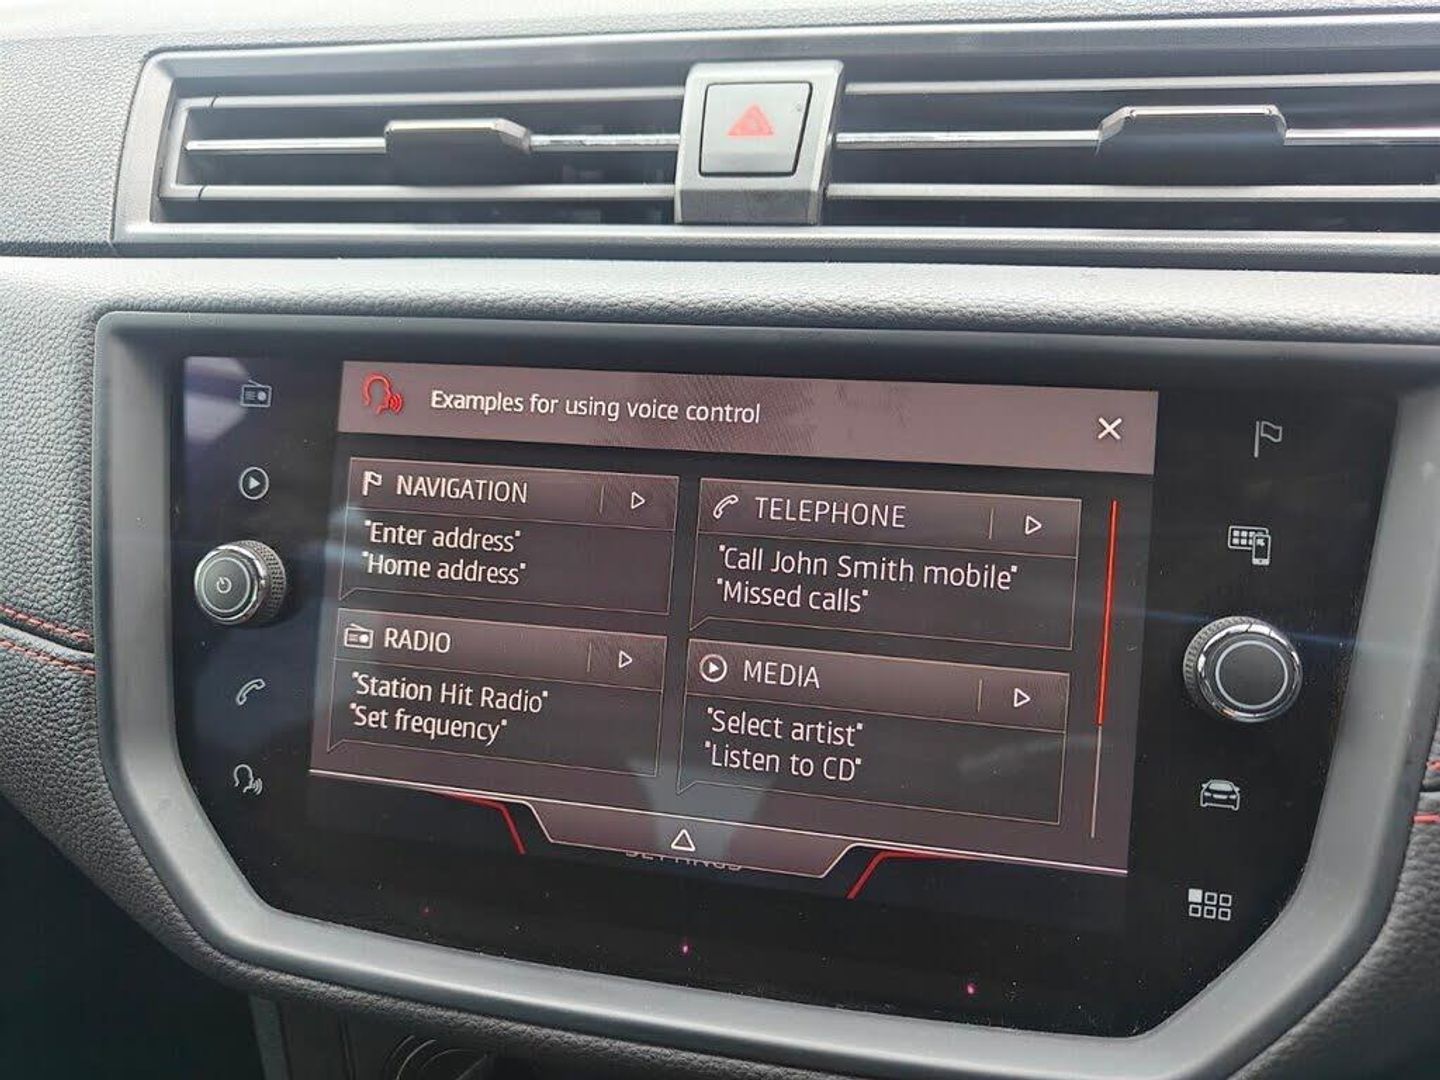 Examples for using voice control
NAVIGATION
"Enter address"
"Home address"
TELEPHONE
"Call John Smith mobile"
"Missed calls"
RADIO
"Station Hit Radio"
"Set frequency"
MEDIA
"Select artist"
"Listen to CD"